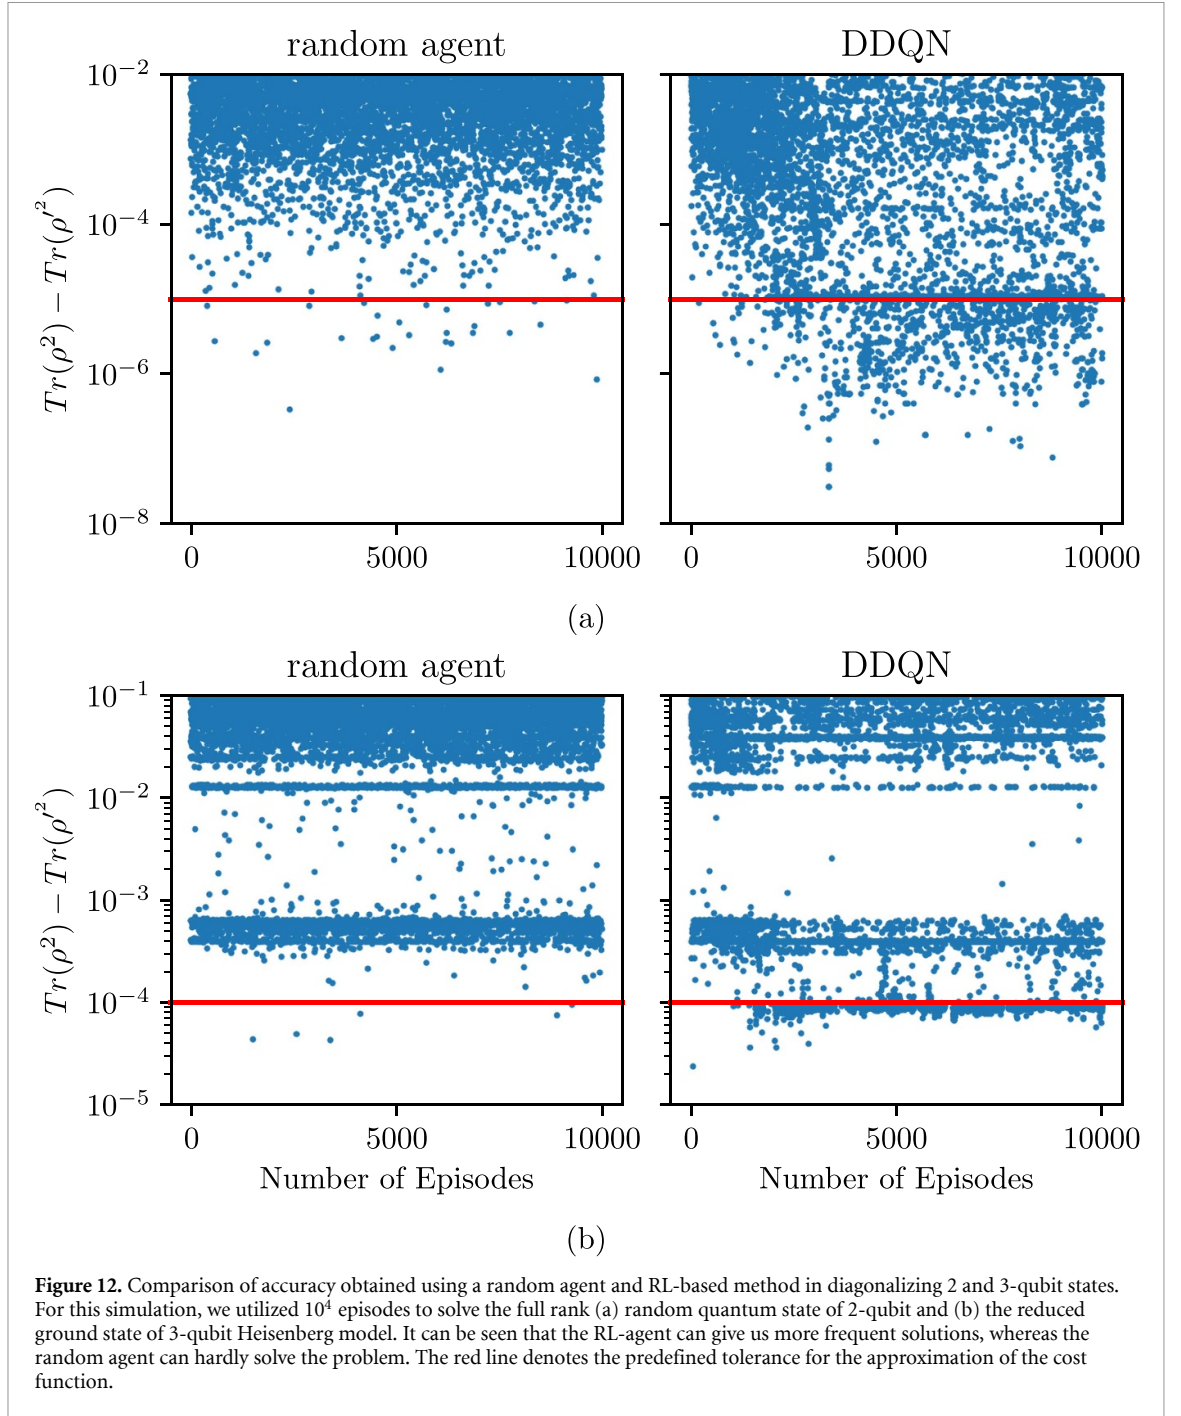 random agent DDQN
10⁻² 10⁻⁴ 10⁻⁶ 10⁻⁸
Tr(ρ²) − Tr(ρ′²)
0 5000 10000 0 5000 10000
(a)
random agent DDQN
10⁻¹ 10⁻² 10⁻³ 10⁻⁴ 10⁻⁵
Tr(ρ²) − Tr(ρ′²)
0 5000 10000 0 5000 10000
Number of Episodes Number of Episodes
(b)
Figure 12. Comparison of accuracy obtained using a random agent and RL-based method in diagonalizing 2 and 3-qubit states.
For this simulation, we utilized 10⁴ episodes to solve the full rank (a) random quantum state of 2-qubit and (b) the reduced
ground state of 3-qubit Heisenberg model. It can be seen that the RL-agent can give us more frequent solutions, whereas the
random agent can hardly solve the problem. The red line denotes the predefined tolerance for the approximation of the cost
function.